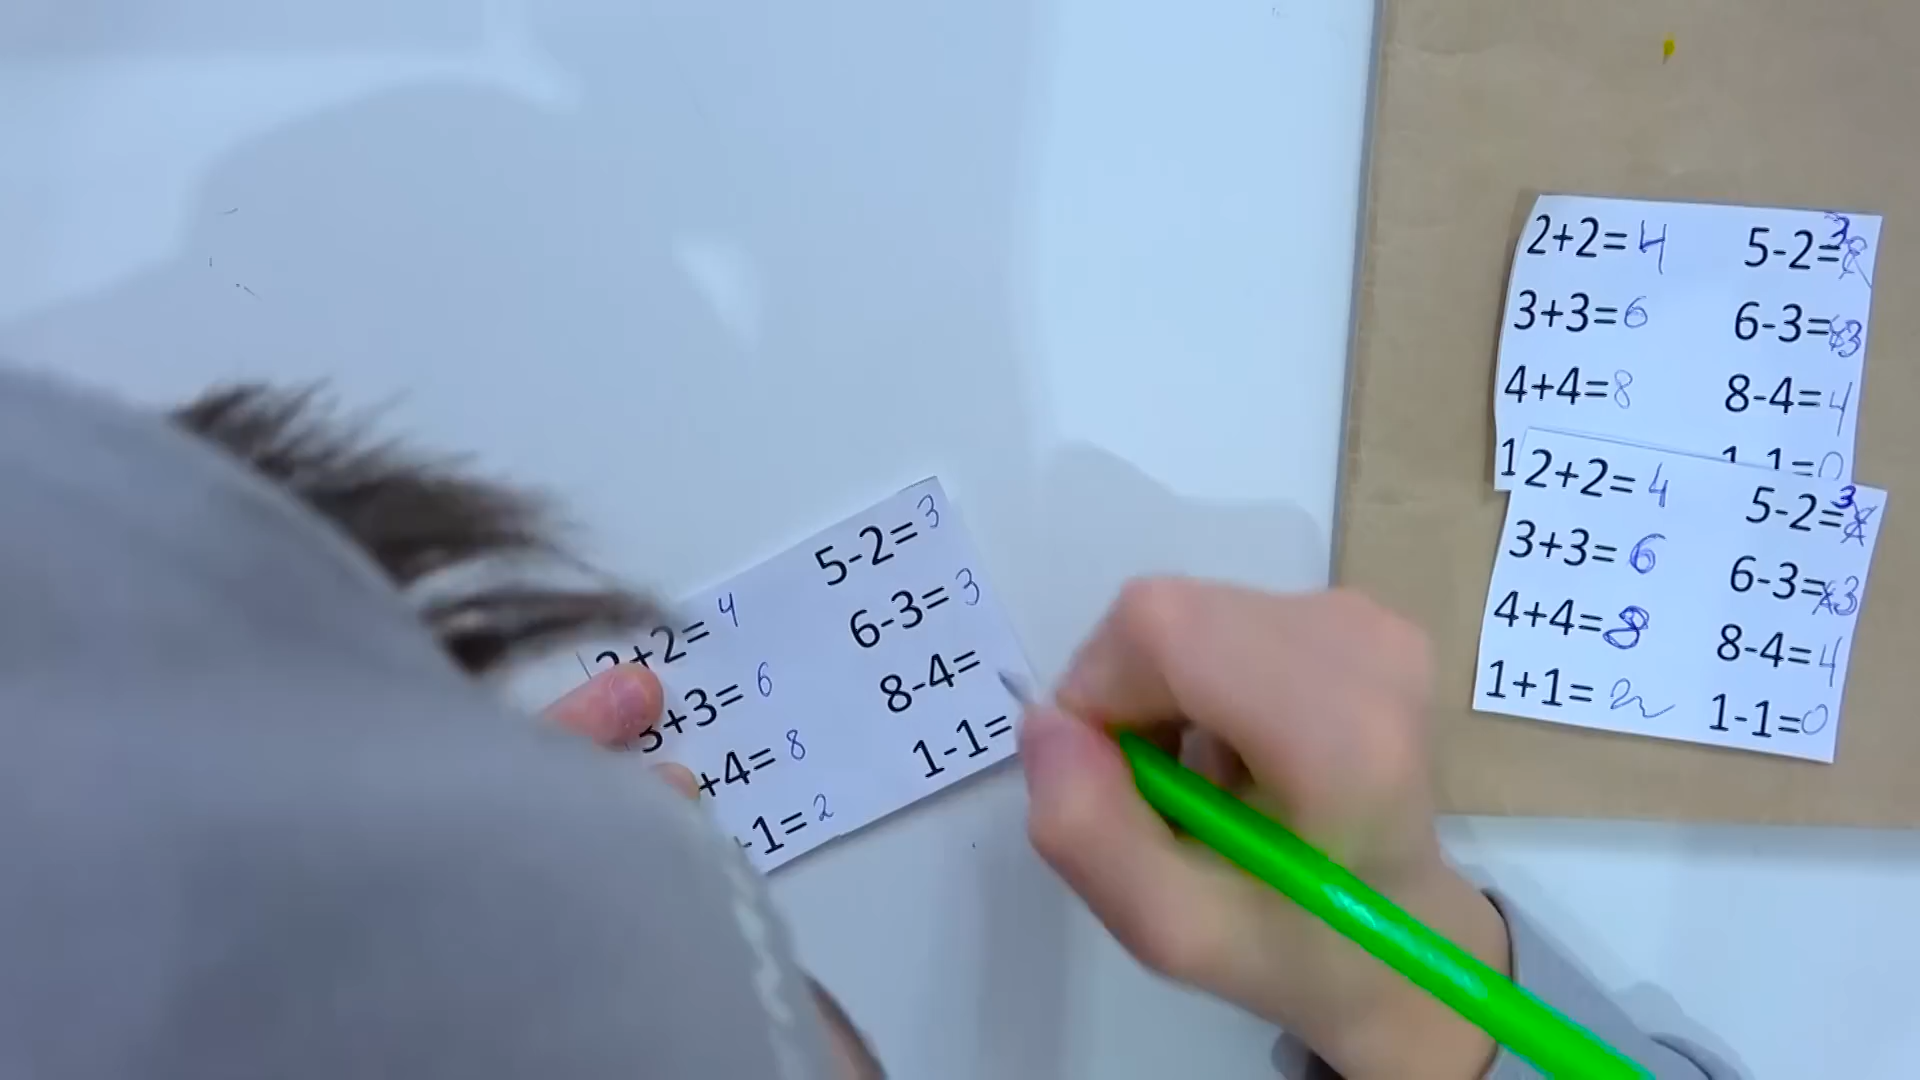 2+2= 4 5-2= 3
3+3= 6 6-3= 3
+4= 8 8-4=
+1= 2 1-1=
2+2= 4 5-2= 3
3+3= 6 6-3= 3
4+4= 8 8-4= 4
1 1-1= 0
2+2= 4 5-2= 3
3+3= 6 6-3= 3
4+4= 8 8-4= 4
1+1= 2 1-1= 0